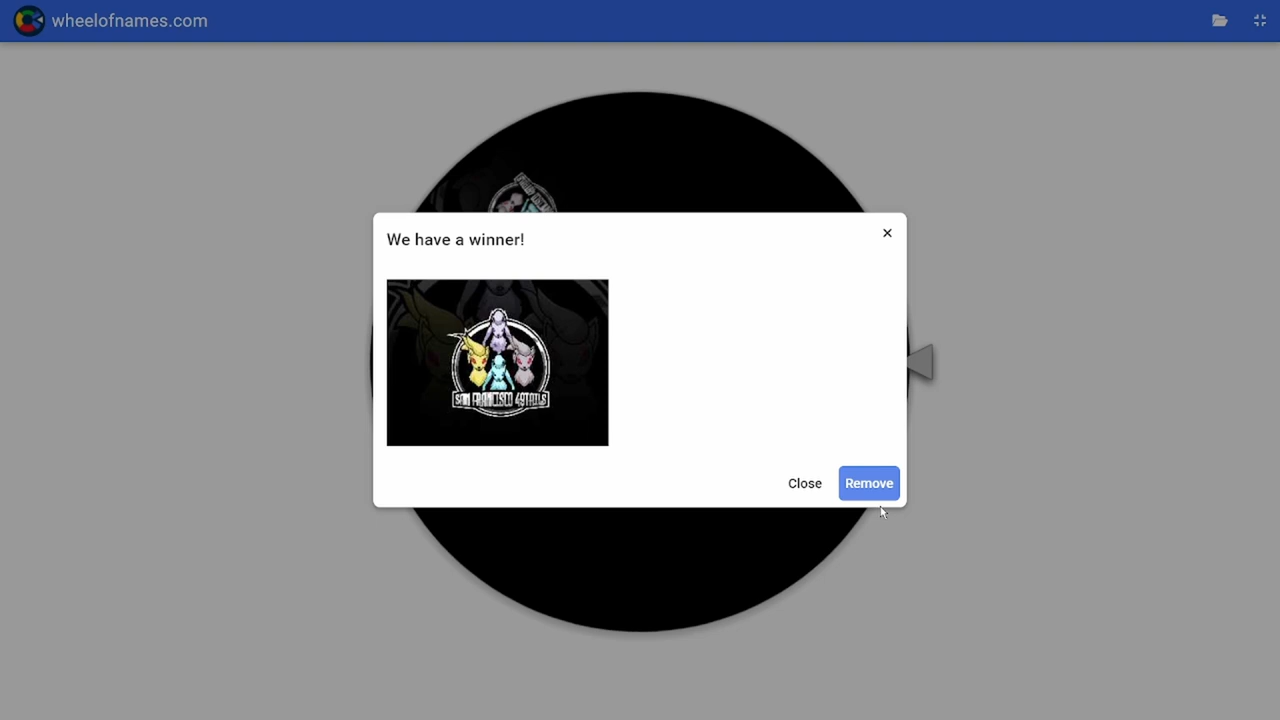 wheelofnames.com
We have a winner!
SAN FRANCISCO 49TAILS
Close
Remove